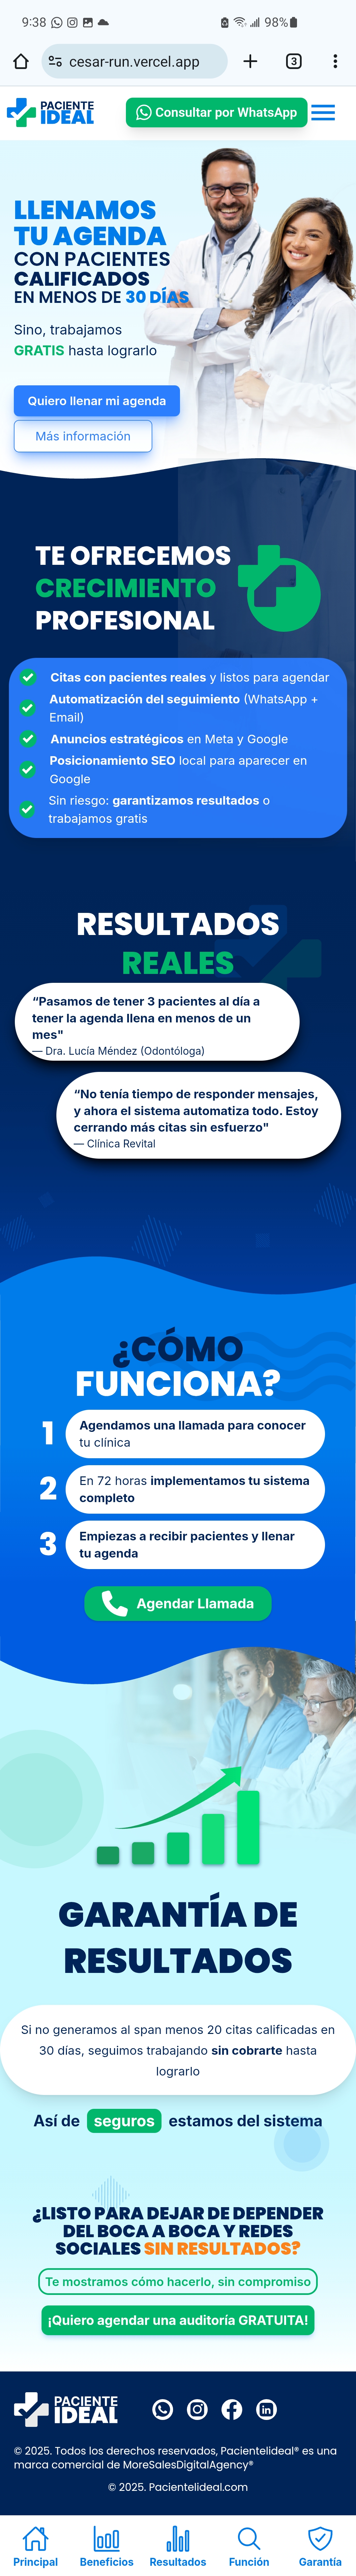 9:38
98%
cesar-run.vercel.app
3
PACIENTE
IDEAL
Consultar por WhatsApp
LLENAMOS
TU AGENDA
CON PACIENTES
CALIFICADOS
EN MENOS DE 30 DÍAS
Sino, trabajamos
GRATIS hasta lograrlo
Quiero llenar mi agenda
Más información
TE OFRECEMOS
CRECIMIENTO
PROFESIONAL
Citas con pacientes reales y listos para agendar
Automatización del seguimiento (WhatsApp +
Email)
Anuncios estratégicos en Meta y Google
Posicionamiento SEO local para aparecer en
Google
Sin riesgo: garantizamos resultados o
trabajamos gratis
RESULTADOS
REALES
“Pasamos de tener 3 pacientes al día a
tener la agenda llena en menos de un
mes"
— Dra. Lucía Méndez (Odontóloga)
“No tenía tiempo de responder mensajes,
y ahora el sistema automatiza todo. Estoy
cerrando más citas sin esfuerzo"
— Clínica Revital
¿CÓMO
FUNCIONA?
1
Agendamos una llamada para conocer
tu clínica
2
En 72 horas implementamos tu sistema
completo
3
Empiezas a recibir pacientes y llenar
tu agenda
Agendar Llamada
GARANTÍA DE
RESULTADOS
Si no generamos al span menos 20 citas calificadas en
30 días, seguimos trabajando sin cobrarte hasta
lograrlo
Así de seguros estamos del sistema
¿LISTO PARA DEJAR DE DEPENDER
DEL BOCA A BOCA Y REDES
SOCIALES SIN RESULTADOS?
Te mostramos cómo hacerlo, sin compromiso
¡Quiero agendar una auditoría GRATUITA!
PACIENTE
IDEAL
© 2025. Todos los derechos reservados, PacienteIdeal® es una
marca comercial de MoreSalesDigitalAgency®
© 2025. PacienteIdeal.com
Principal
Beneficios
Resultados
Función
Garantía